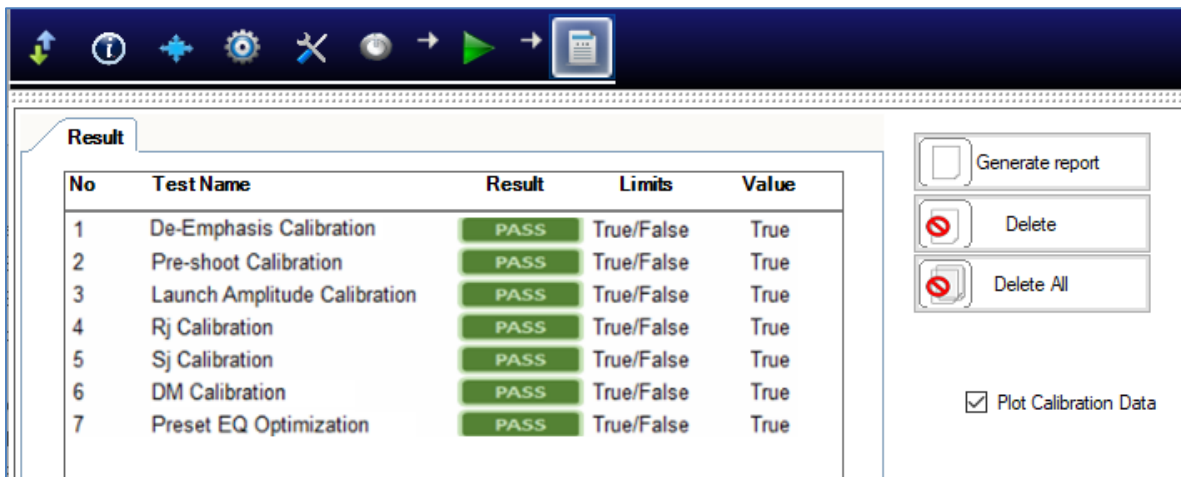 Result
No Test Name Result Limits Value
1 De-Emphasis Calibration PASS True/False True
2 Pre-shoot Calibration PASS True/False True
3 Launch Amplitude Calibration PASS True/False True
4 Rj Calibration PASS True/False True
5 Sj Calibration PASS True/False True
6 DM Calibration PASS True/False True
7 Preset EQ Optimization PASS True/False True
Generate report
Delete
Delete All
Plot Calibration Data